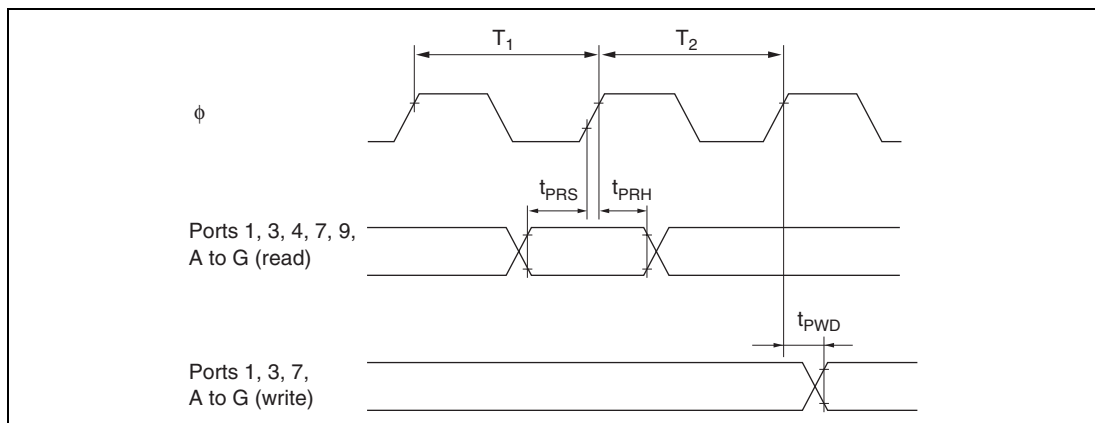 T1 T2
ϕ
tPRS tPRH
Ports 1, 3, 4, 7, 9,
A to G (read)
tPWD
Ports 1, 3, 7,
A to G (write)